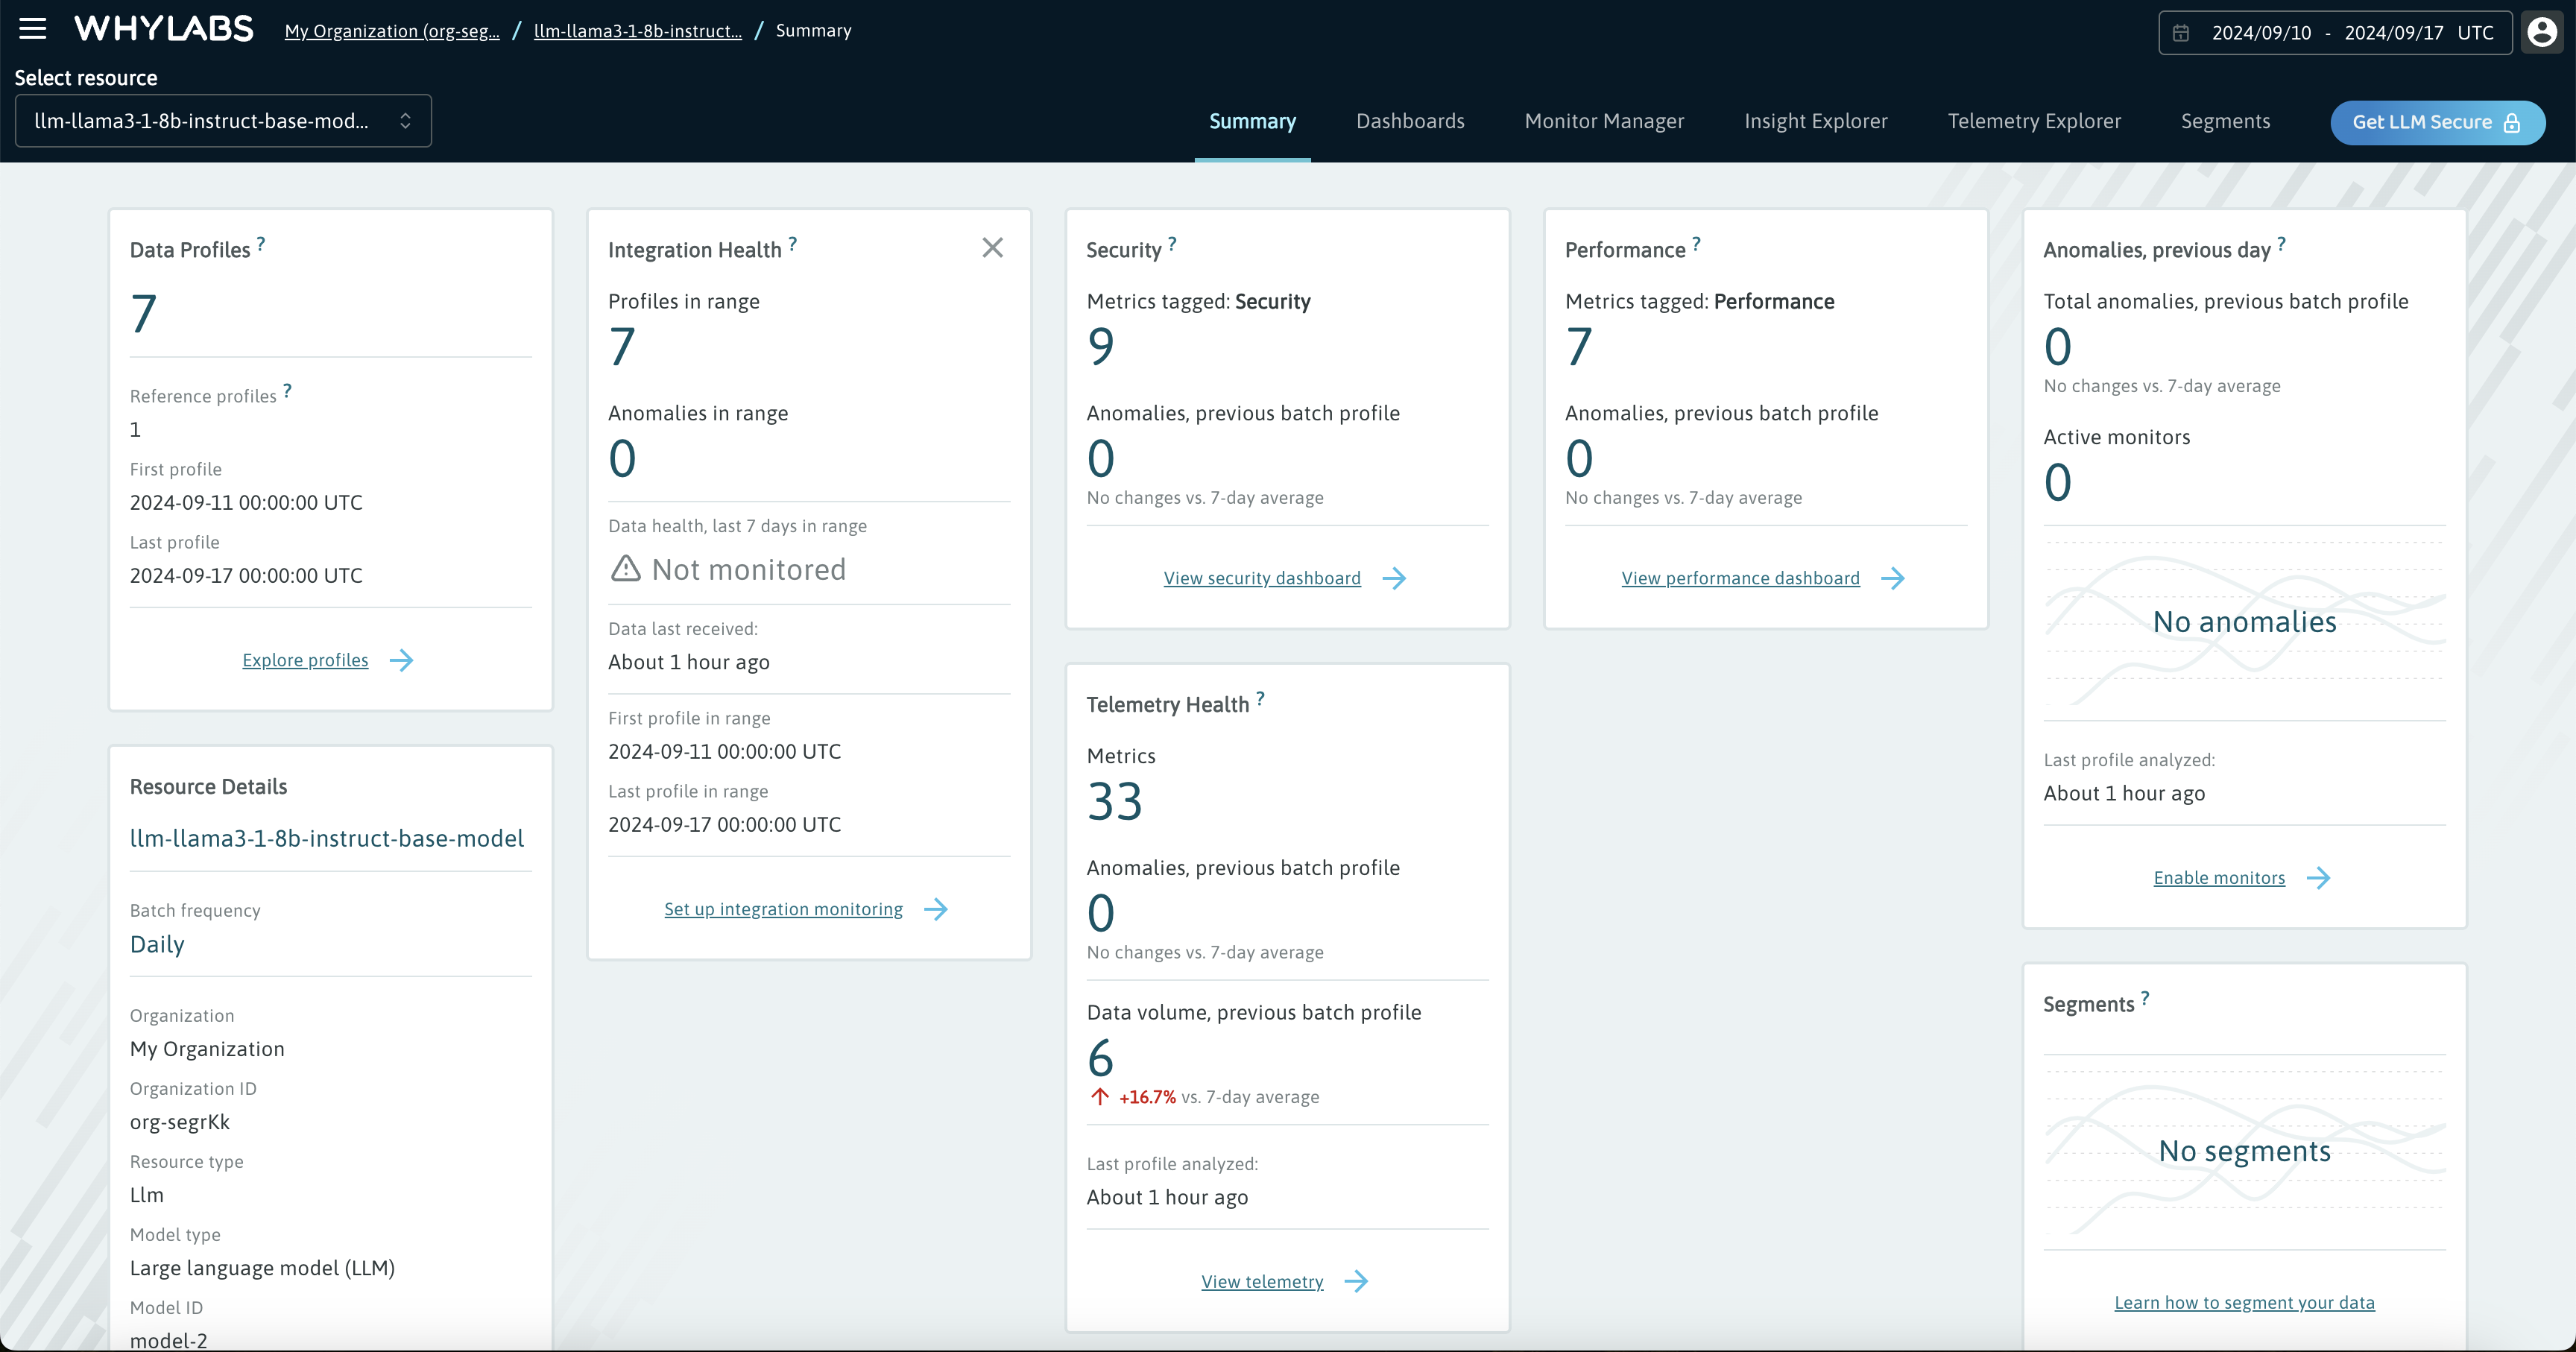 WHYLABS
My Organization (org-seg... / llm-llama3-1-8b-instruct... / Summary
2024/09/10 - 2024/09/17 UTC
Select resource
llm-llama3-1-8b-instruct-base-mod...
Summary
Dashboards
Monitor Manager
Insight Explorer
Telemetry Explorer
Segments
Get LLM Secure
Data Profiles ?
7
Reference profiles ?
1
First profile
2024-09-11 00:00:00 UTC
Last profile
2024-09-17 00:00:00 UTC
Explore profiles
Resource Details
llm-llama3-1-8b-instruct-base-model
Batch frequency
Daily
Organization
My Organization
Organization ID
org-segrKk
Resource type
Llm
Model type
Large language model (LLM)
Model ID
model-2
Integration Health ?
Profiles in range
7
Anomalies in range
0
Data health, last 7 days in range
Not monitored
Data last received:
About 1 hour ago
First profile in range
2024-09-11 00:00:00 UTC
Last profile in range
2024-09-17 00:00:00 UTC
Set up integration monitoring
Security ?
Metrics tagged: Security
9
Anomalies, previous batch profile
0
No changes vs. 7-day average
View security dashboard
Telemetry Health ?
Metrics
33
Anomalies, previous batch profile
0
No changes vs. 7-day average
Data volume, previous batch profile
6
+16.7% vs. 7-day average
Last profile analyzed:
About 1 hour ago
View telemetry
Performance ?
Metrics tagged: Performance
7
Anomalies, previous batch profile
0
No changes vs. 7-day average
View performance dashboard
Anomalies, previous day ?
Total anomalies, previous batch profile
0
No changes vs. 7-day average
Active monitors
0
No anomalies
Last profile analyzed:
About 1 hour ago
Enable monitors
Segments ?
No segments
Learn how to segment your data